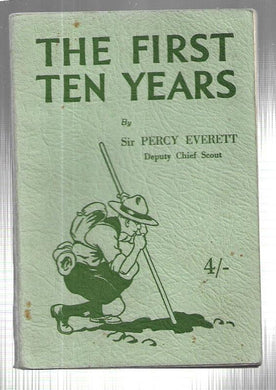 THE FIRST
TEN YEARS
By
Sir PERCY EVERETT
Deputy Chief Scout
4/-